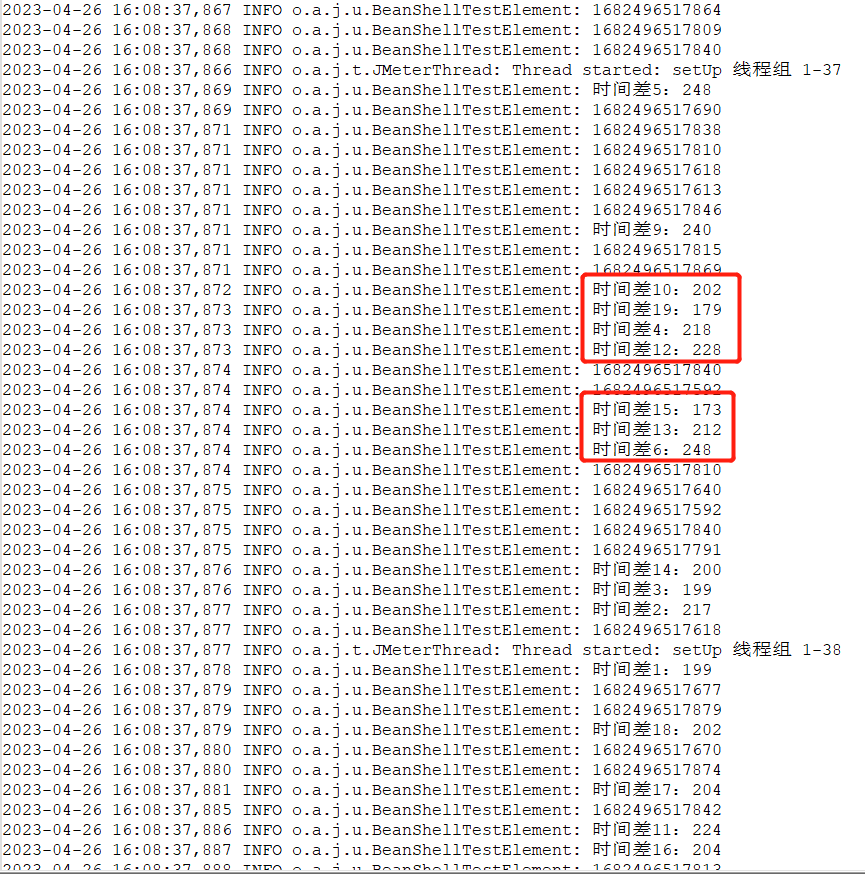 2023-04-26 16:08:37,867 INFO o.a.j.u.BeanShellTestElement: 1682496517864
2023-04-26 16:08:37,868 INFO o.a.j.u.BeanShellTestElement: 1682496517809
2023-04-26 16:08:37,868 INFO o.a.j.u.BeanShellTestElement: 1682496517840
2023-04-26 16:08:37,866 INFO o.a.j.t.JMeterThread: Thread started: setUp 线程组 1-37
2023-04-26 16:08:37,869 INFO o.a.j.u.BeanShellTestElement: 时间差5：248
2023-04-26 16:08:37,869 INFO o.a.j.u.BeanShellTestElement: 1682496517690
2023-04-26 16:08:37,871 INFO o.a.j.u.BeanShellTestElement: 1682496517838
2023-04-26 16:08:37,871 INFO o.a.j.u.BeanShellTestElement: 1682496517810
2023-04-26 16:08:37,871 INFO o.a.j.u.BeanShellTestElement: 1682496517618
2023-04-26 16:08:37,871 INFO o.a.j.u.BeanShellTestElement: 1682496517613
2023-04-26 16:08:37,871 INFO o.a.j.u.BeanShellTestElement: 1682496517846
2023-04-26 16:08:37,871 INFO o.a.j.u.BeanShellTestElement: 时间差9：240
2023-04-26 16:08:37,871 INFO o.a.j.u.BeanShellTestElement: 1682496517815
2023-04-26 16:08:37,871 INFO o.a.j.u.BeanShellTestElement: 1682496517869
2023-04-26 16:08:37,872 INFO o.a.j.u.BeanShellTestElement: 时间差10：202
2023-04-26 16:08:37,873 INFO o.a.j.u.BeanShellTestElement: 时间差19：179
2023-04-26 16:08:37,873 INFO o.a.j.u.BeanShellTestElement: 时间差4：218
2023-04-26 16:08:37,873 INFO o.a.j.u.BeanShellTestElement: 时间差12：228
2023-04-26 16:08:37,874 INFO o.a.j.u.BeanShellTestElement: 1682496517840
2023-04-26 16:08:37,874 INFO o.a.j.u.BeanShellTestElement: 1682496517592
2023-04-26 16:08:37,874 INFO o.a.j.u.BeanShellTestElement: 时间差15：173
2023-04-26 16:08:37,874 INFO o.a.j.u.BeanShellTestElement: 时间差13：212
2023-04-26 16:08:37,874 INFO o.a.j.u.BeanShellTestElement: 时间差6：248
2023-04-26 16:08:37,874 INFO o.a.j.u.BeanShellTestElement: 1682496517810
2023-04-26 16:08:37,875 INFO o.a.j.u.BeanShellTestElement: 1682496517640
2023-04-26 16:08:37,875 INFO o.a.j.u.BeanShellTestElement: 1682496517592
2023-04-26 16:08:37,875 INFO o.a.j.u.BeanShellTestElement: 1682496517840
2023-04-26 16:08:37,875 INFO o.a.j.u.BeanShellTestElement: 1682496517791
2023-04-26 16:08:37,876 INFO o.a.j.u.BeanShellTestElement: 时间差14：200
2023-04-26 16:08:37,876 INFO o.a.j.u.BeanShellTestElement: 时间差3：199
2023-04-26 16:08:37,877 INFO o.a.j.u.BeanShellTestElement: 时间差2：217
2023-04-26 16:08:37,877 INFO o.a.j.u.BeanShellTestElement: 1682496517618
2023-04-26 16:08:37,877 INFO o.a.j.t.JMeterThread: Thread started: setUp 线程组 1-38
2023-04-26 16:08:37,878 INFO o.a.j.u.BeanShellTestElement: 时间差1：199
2023-04-26 16:08:37,879 INFO o.a.j.u.BeanShellTestElement: 1682496517677
2023-04-26 16:08:37,879 INFO o.a.j.u.BeanShellTestElement: 1682496517879
2023-04-26 16:08:37,879 INFO o.a.j.u.BeanShellTestElement: 时间差18：202
2023-04-26 16:08:37,880 INFO o.a.j.u.BeanShellTestElement: 1682496517670
2023-04-26 16:08:37,880 INFO o.a.j.u.BeanShellTestElement: 1682496517874
2023-04-26 16:08:37,881 INFO o.a.j.u.BeanShellTestElement: 时间差17：204
2023-04-26 16:08:37,885 INFO o.a.j.u.BeanShellTestElement: 1682496517842
2023-04-26 16:08:37,886 INFO o.a.j.u.BeanShellTestElement: 时间差11：224
2023-04-26 16:08:37,887 INFO o.a.j.u.BeanShellTestElement: 时间差16：204
2023-04-26 16:08:37,888 INFO o.a.j.u.BeanShellTestElement: 1682496517813